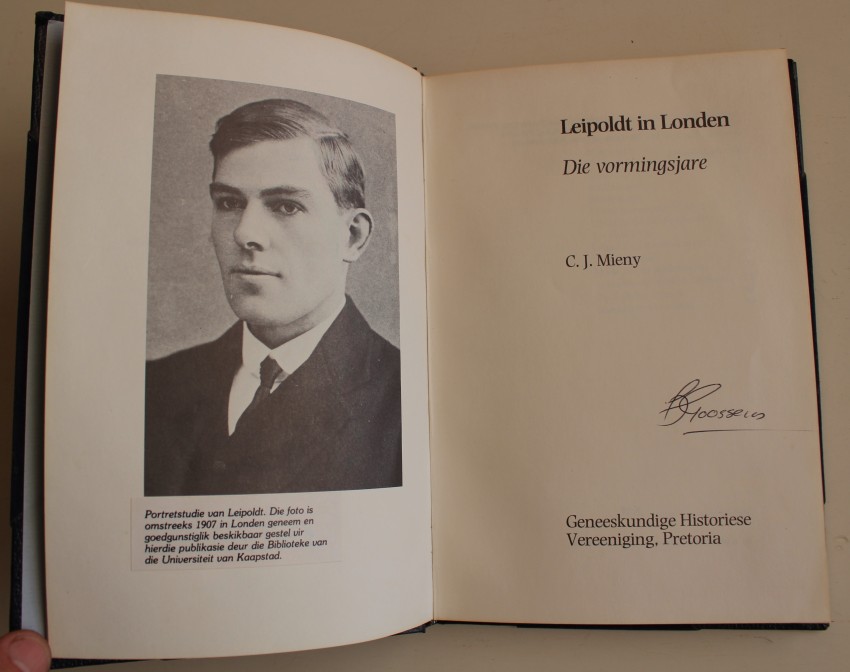 Portretstudie van Leipoldt. Die foto is
omstreeks 1907 in Londen geneem en
goedgunstiglik beskikbaar gestel vir
hierdie publikasie deur die Biblioteke van
die Universiteit van Kaapstad.
Leipoldt in Londen
Die vormingsjare
C. J. Mieny
Goossens
Geneeskundige Historiese
Vereeniging, Pretoria